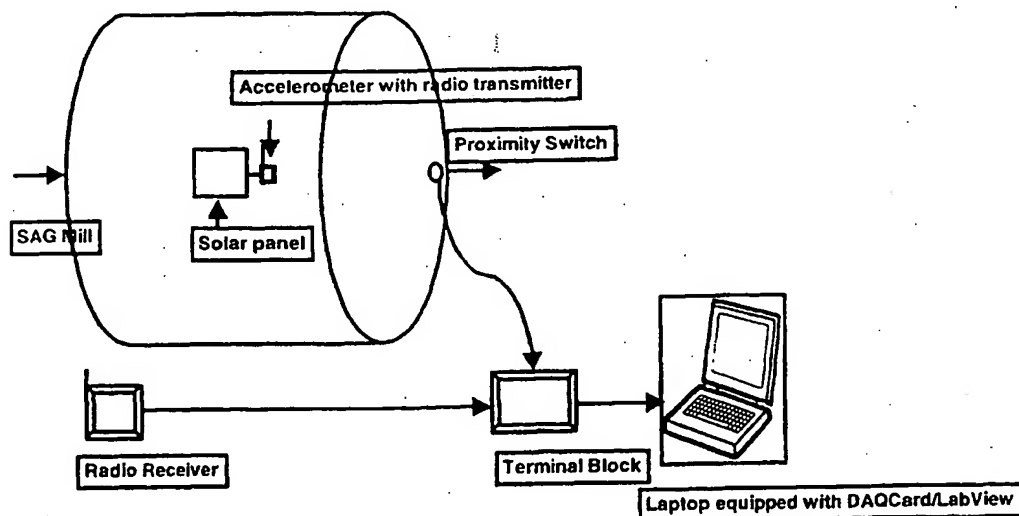 Accelerometer with radio transmitter
Proximity Switch
SAG Mill
Solar panel
Radio Receiver
Terminal Block
Laptop equipped with DAQCard/LabView